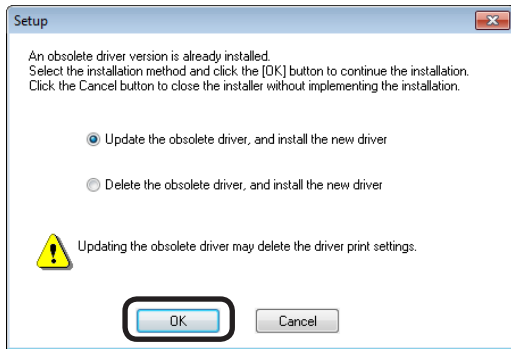 Setup
An obsolete driver version is already installed.
Select the installation method and click the [OK] button to continue the installation.
Click the Cancel button to close the installer without implementing the installation.
Update the obsolete driver, and install the new driver
Delete the obsolete driver, and install the new driver
Updating the obsolete driver may delete the driver print settings.
OK
Cancel